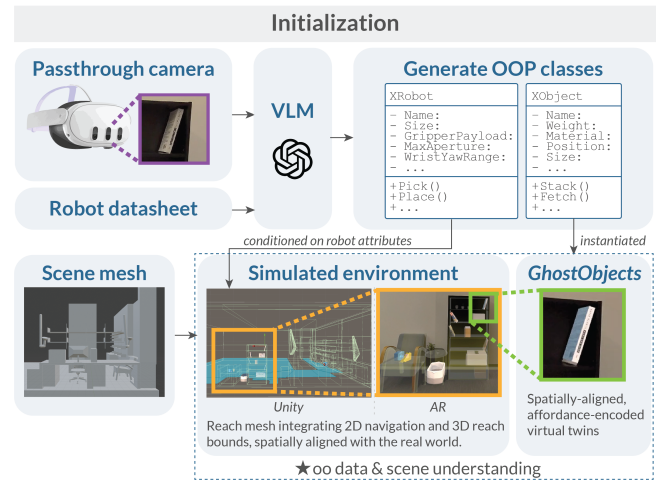 Initialization
Passthrough camera
VLM
Generate OOP classes
XRobot
- Name:
- Size:
- GripperPayload:
- MaxAperture:
- WristYawRange:
- ...
+Pick()
+Place()
+...
XObject
- Name:
- Weight:
- Material:
- Position:
- Size:
- ...
+Stack()
+Fetch()
+...
Robot datasheet
conditioned on robot attributes
instantiated
Scene mesh
Simulated environment
GhostObjects
Unity
AR
Reach mesh integrating 2D navigation and 3D reach
bounds, spatially aligned with the real world.
Spatially-aligned,
affordance-encoded
virtual twins
★oo data & scene understanding